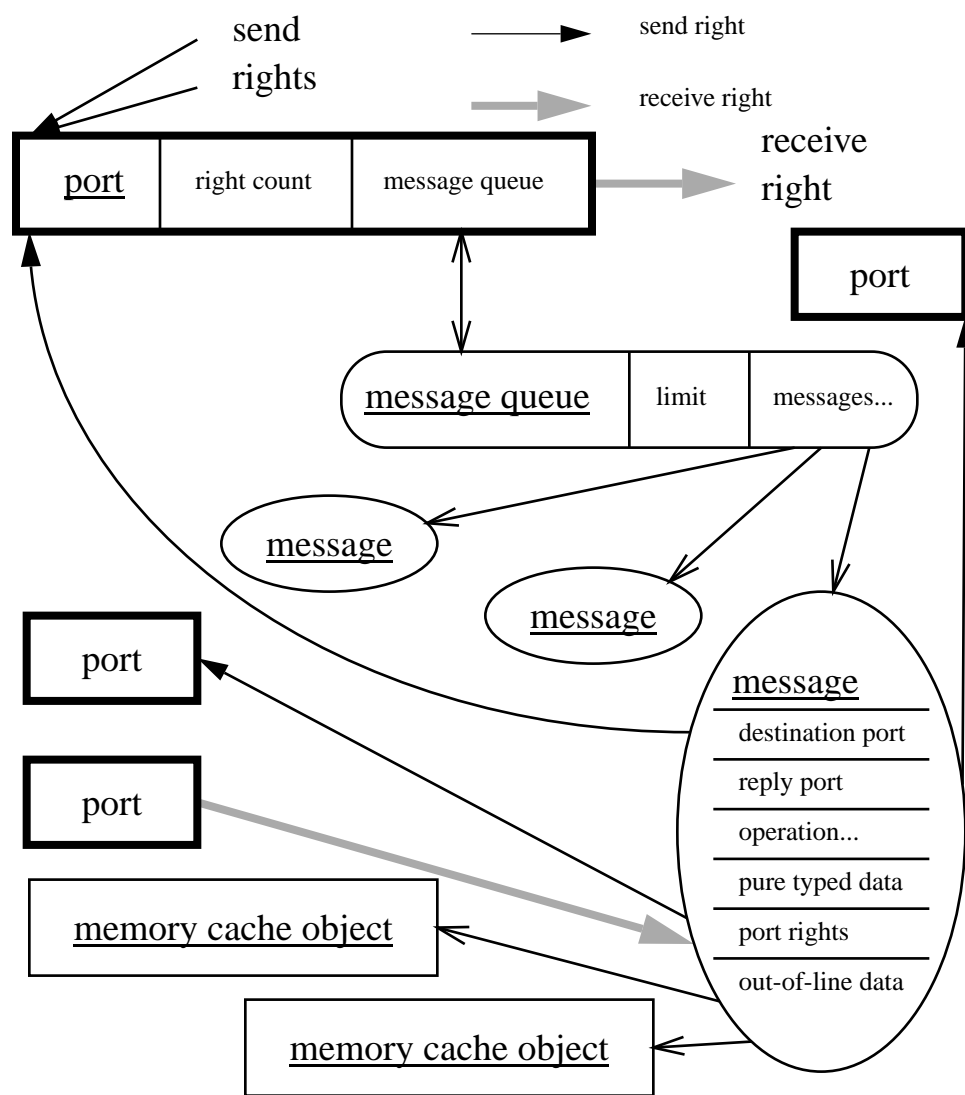 send
rights
send right
receive right
port
right count
message queue
receive
right
port
message queue
limit
messages...
message
message
port
message
destination port
reply port
port
operation...
pure typed data
memory cache object
port rights
out-of-line data
memory cache object